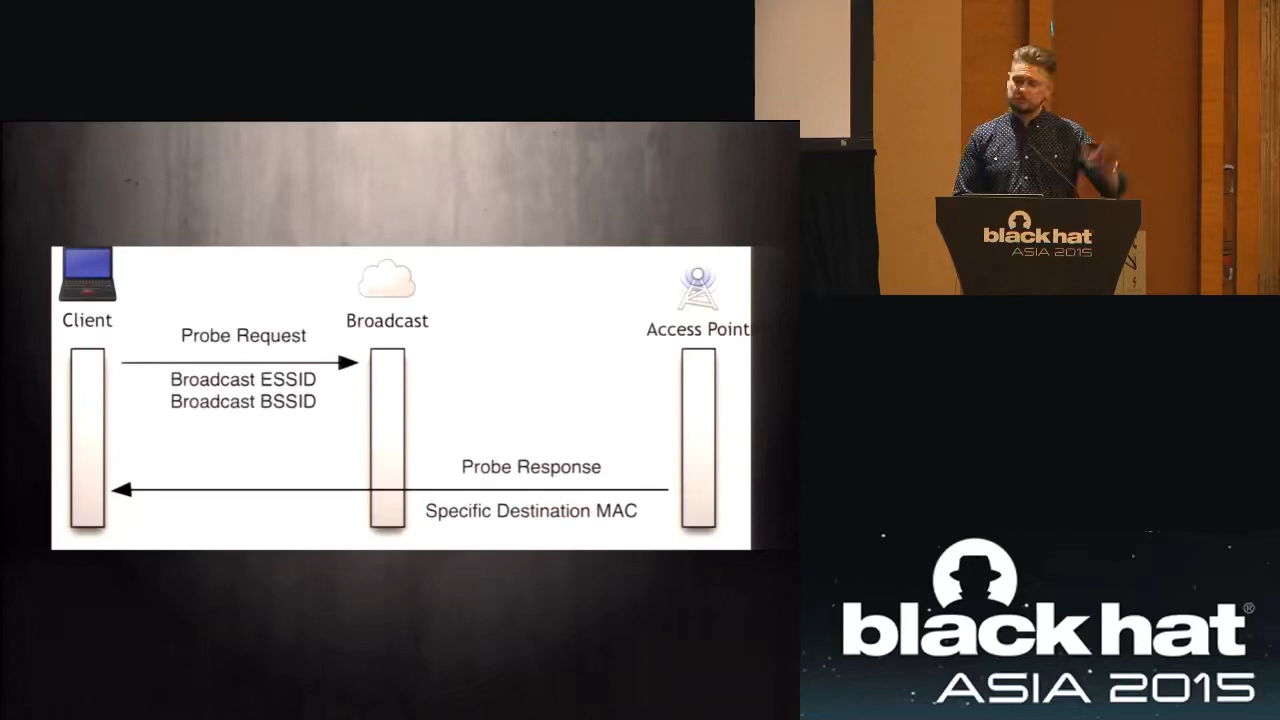 Client
Broadcast
Access Point
Probe Request
Broadcast ESSID
Broadcast BSSID
Probe Response
Specific Destination MAC
black hat
ASIA 2015
black hat®
ASIA 2015